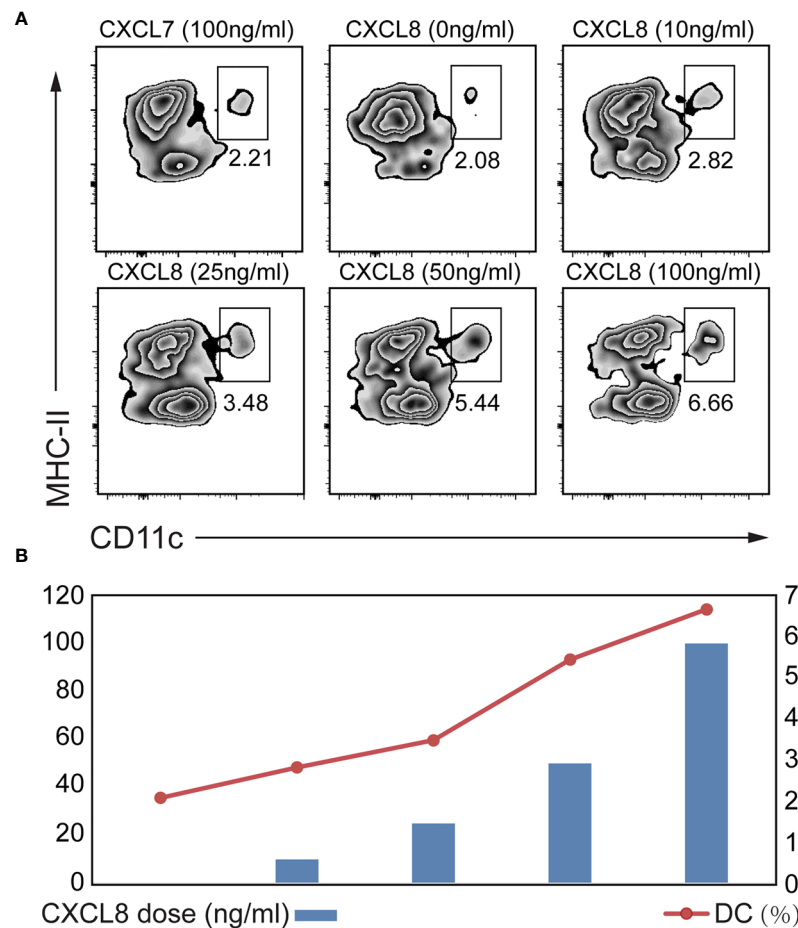 A
CXCL7 (100ng/ml) CXCL8 (0ng/ml) CXCL8 (10ng/ml)
2.21 2.08 2.82
CXCL8 (25ng/ml) CXCL8 (50ng/ml) CXCL8 (100ng/ml)
3.48 5.44 6.66
MHC-II
CD11c
B
120 7
100 6
80 5
60 4
40 3
20 2
0 1
0
CXCL8 dose (ng/ml) DC (%)